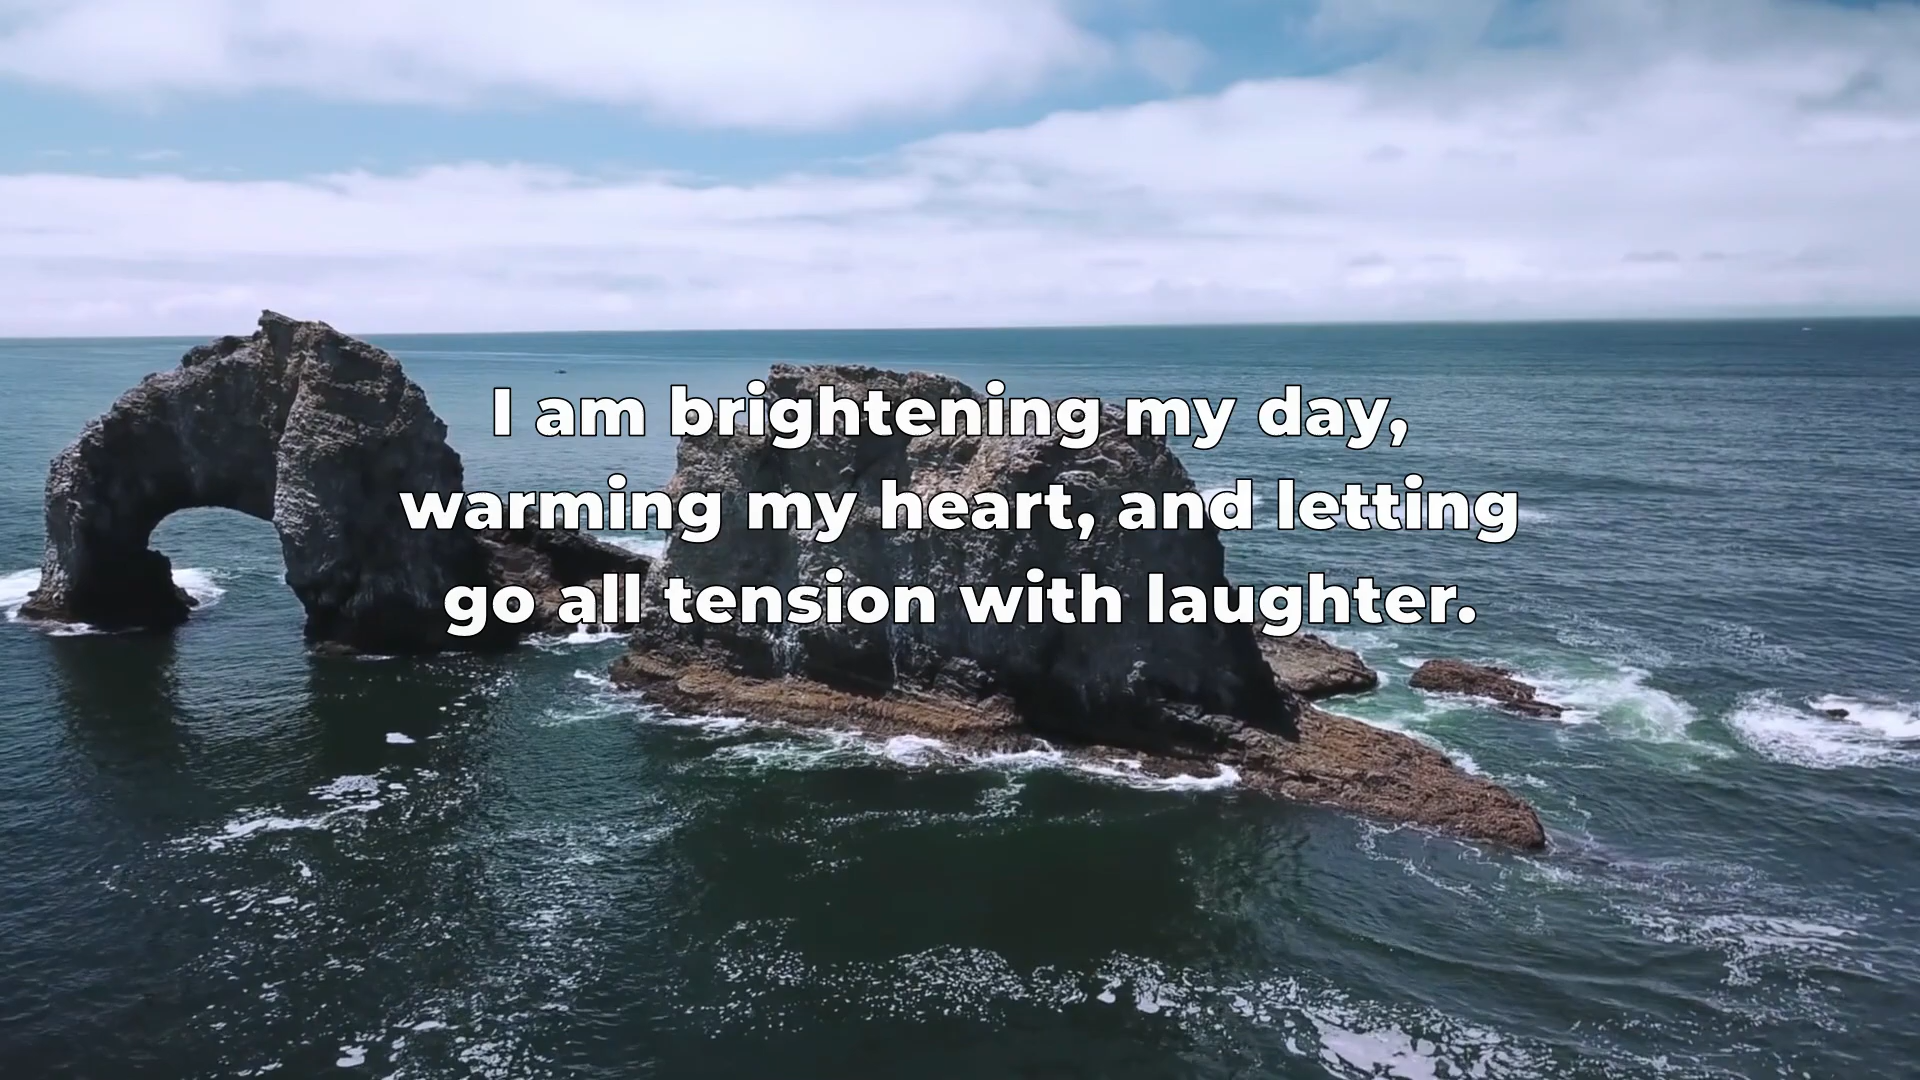 I am brightening my day,
warming my heart, and letting
go all tension with laughter.